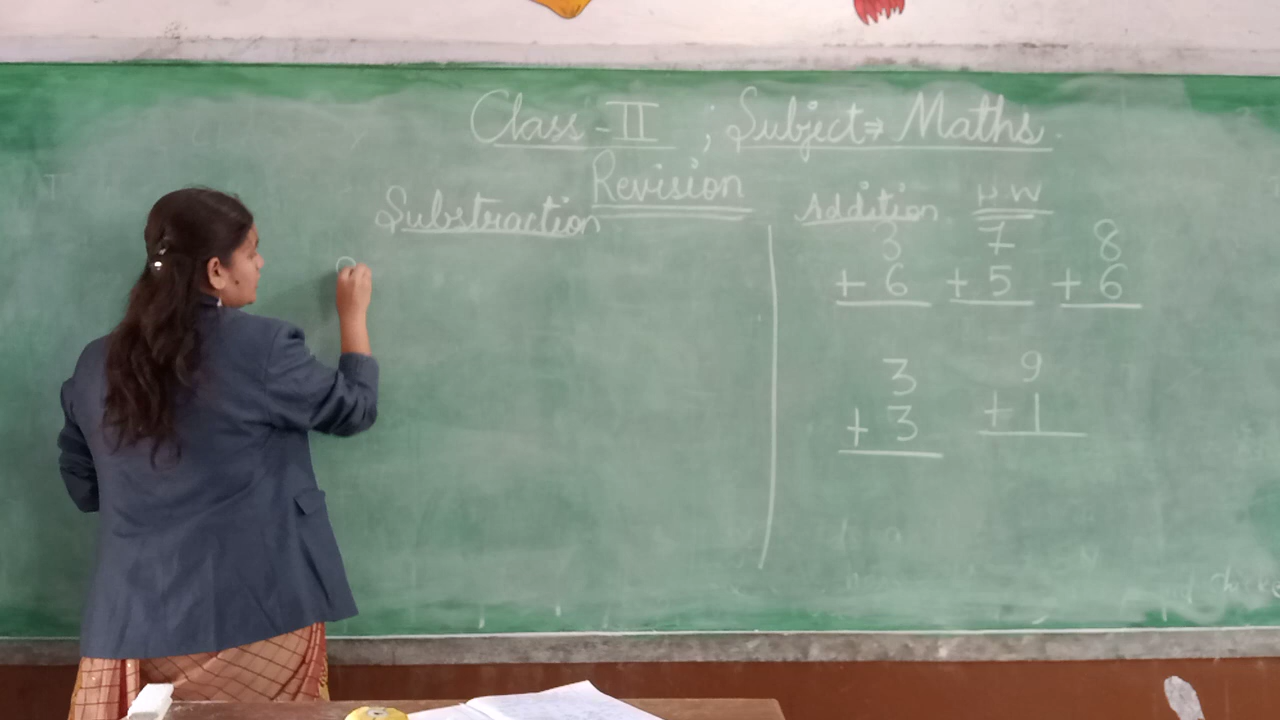 Class - II ; Subject ⇒ Maths.
Revision
Substraction
Addition H.W
3 7 8
+ 6 + 5 + 6
3 9
+ 3 + 1